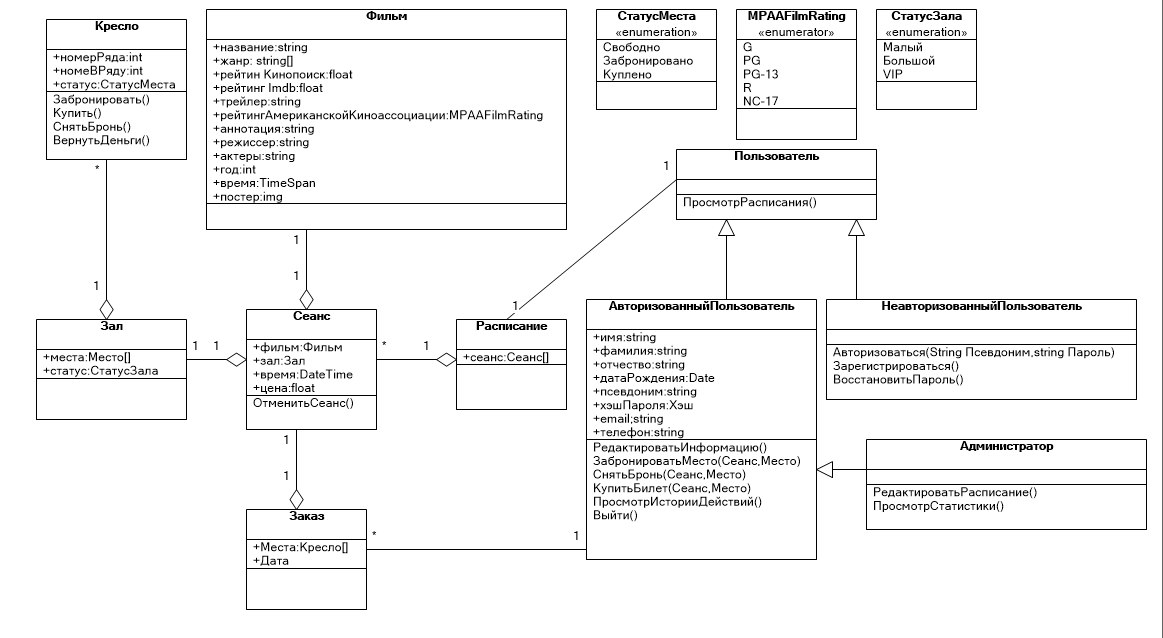 Кресло
+номерРяда:int
+номеВРяду:int
+статус:СтатусМеста
Забронировать()
Купить()
СнятьБронь()
ВернутьДеньги()
*
1
Фильм
+название:string
+жанр: string[]
+рейтин Кинопоиск:float
+рейтинг Imdb:float
+трейлер:string
+рейтингАмериканскойКиноассоциации:MPAAFilmRating
+аннотация:string
+режиссер:string
+актеры:string
+год:int
+время:TimeSpan
+постер:img
1
1
СтатусМеста
«enumeration»
Свободно
Забронировано
Куплено
MPAAFilmRating
«enumerator»
G
PG
PG-13
R
NC-17
СтатусЗала
«enumeration»
Малый
Большой
VIP
Пользователь
ПросмотрРасписания()
1
1
Зал
+места:Место[]
+статус:СтатусЗала
1
1
Сеанс
+фильм:Фильм
+зал:Зал
+время:DateTime
+цена:float
ОтменитьСеанс()
*
1
Расписание
+сеанс:Сеанс[]
АвторизованныйПользователь
+имя:string
+фамилия:string
+отчество:string
+датаРождения:Date
+псевдоним:string
+хэшПароля:Хэш
+email;string
+телефон:string
РедактироватьИнформацию()
ЗабронироватьМесто(Сеанс,Место)
СнятьБронь(Сеанс,Место)
КупитьБилет(Сеанс,Место)
ПросмотрИсторииДействий()
Выйти()
НеавторизованныйПользователь
Авторизоваться(String Псевдоним,string Пароль)
Зарегистрироваться()
ВосстановитьПароль()
Администратор
РедактироватьРасписание()
ПросмотрСтатистики()
1
1
Заказ
+Места:Кресло[]
+Дата
*
1